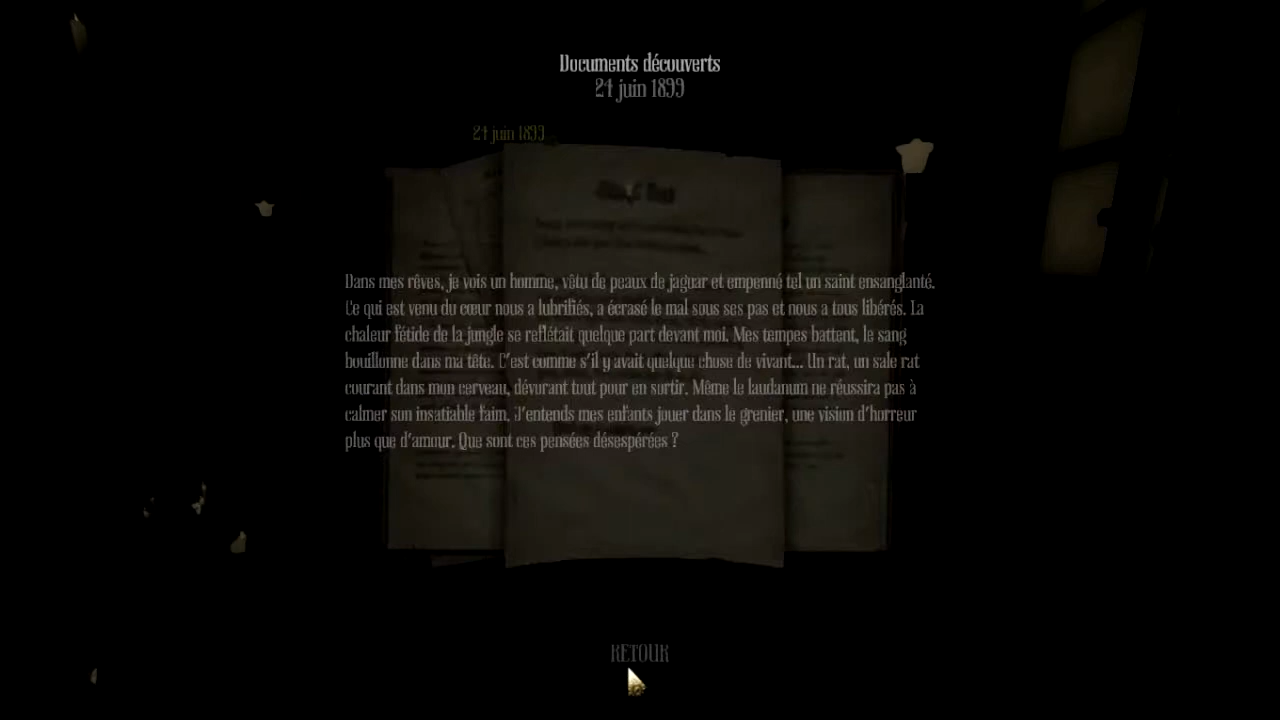 Documents découverts
24 juin 1899
24 juin 1899
Dans mes rêves, je vois un homme, vêtu de peaux de jaguar et empenné tel un saint ensanglanté.
Ce qui est venu du cœur nous a lubrifiés, a écrasé le mal sous ses pas et nous a tous libérés. La
chaleur fétide de la jungle se reflétait quelque part devant moi. Mes tempes battent, le sang
bouillonne dans ma tête. C'est comme s'il y avait quelque chose de vivant... Un rat, un sale rat
courant dans mon cerveau, dévorant tout pour en sortir. Même le laudanum ne réussira pas à
calmer son insatiable faim. J'entends mes enfants jouer dans le grenier, une vision d'horreur
plus que d'amour. Que sont ces pensées désespérées ?
RETOUR